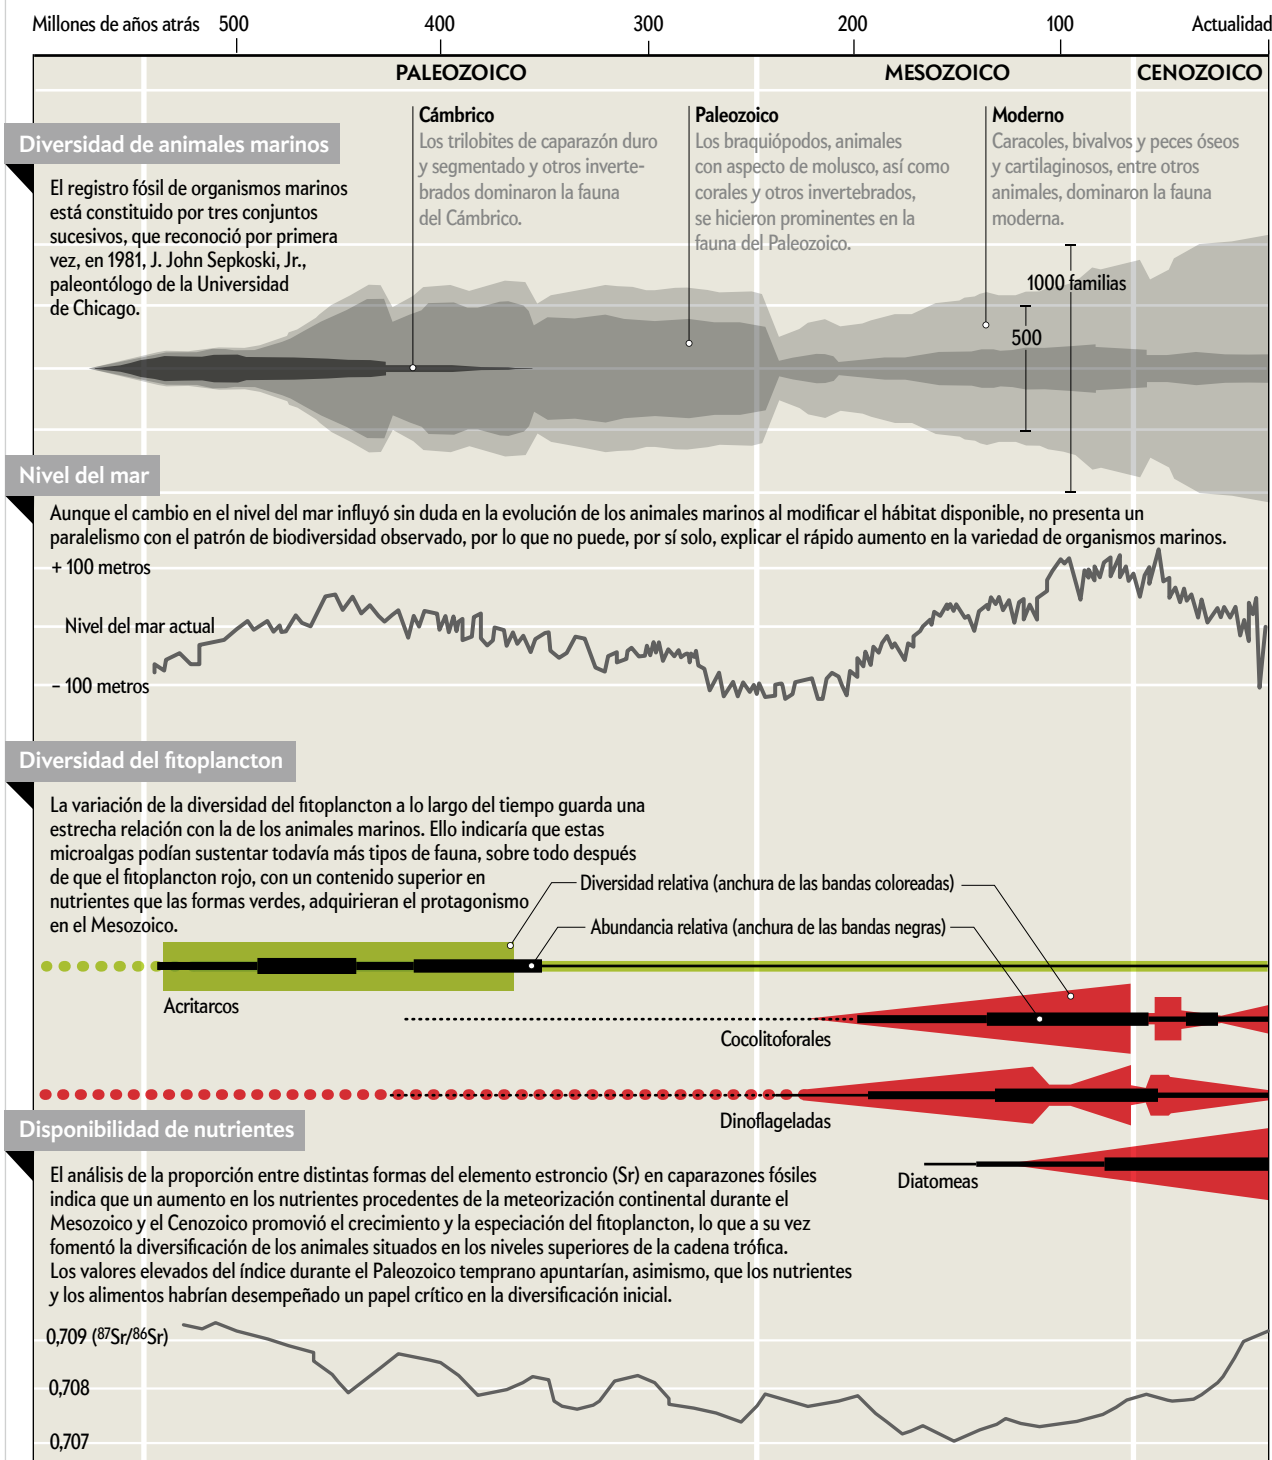 Millones de años atrás 500 400 300 200 100 Actualidad
PALEOZOICO MESOZOICO CENOZOICO
Diversidad de animales marinos
El registro fósil de organismos marinos
está constituido por tres conjuntos
sucesivos, que reconoció por primera
vez, en 1981, J. John Sepkoski, Jr.,
paleontólogo de la Universidad
de Chicago.
Cámbrico
Los trilobites de caparazón duro
y segmentado y otros inverte-
brados dominaron la fauna
del Cámbrico.
Paleozoico
Los braquiópodos, animales
con aspecto de molusco, así como
corales y otros invertebrados,
se hicieron prominentes en la
fauna del Paleozoico.
Moderno
Caracoles, bivalvos y peces óseos
y cartilaginosos, entre otros
animales, dominaron la fauna
moderna.
1000 familias
500
Nivel del mar
Aunque el cambio en el nivel del mar influyó sin duda en la evolución de los animales marinos al modificar el hábitat disponible, no presenta un
paralelismo con el patrón de biodiversidad observado, por lo que no puede, por sí solo, explicar el rápido aumento en la variedad de organismos marinos.
+ 100 metros
Nivel del mar actual
– 100 metros
Diversidad del fitoplancton
La variación de la diversidad del fitoplancton a lo largo del tiempo guarda una
estrecha relación con la de los animales marinos. Ello indicaría que estas
microalgas podían sustentar todavía más tipos de fauna, sobre todo después
de que el fitoplancton rojo, con un contenido superior en
nutrientes que las formas verdes, adquirieran el protagonismo
en el Mesozoico.
Diversidad relativa (anchura de las bandas coloreadas)
Abundancia relativa (anchura de las bandas negras)
Acritarcos
Cocolitoforales
Dinoflageladas
Diatomeas
Disponibilidad de nutrientes
El análisis de la proporción entre distintas formas del elemento estroncio (Sr) en caparazones fósiles
indica que un aumento en los nutrientes procedentes de la meteorización continental durante el
Mesozoico y el Cenozoico promovió el crecimiento y la especiación del fitoplancton, lo que a su vez
fomentó la diversificación de los animales situados en los niveles superiores de la cadena trófica.
Los valores elevados del índice durante el Paleozoico temprano apuntarían, asimismo, que los nutrientes
y los alimentos habrían desempeñado un papel crítico en la diversificación inicial.
0,709 (⁸⁷Sr/⁸⁶Sr)
0,708
0,707